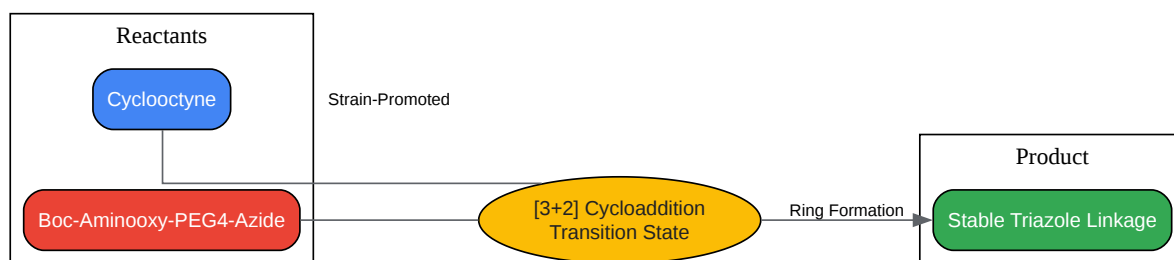 Reactants
Cyclooctyne
Strain-Promoted
Boc-Aminooxy-PEG4-Azide
[3+2] Cycloaddition
Transition State
Ring Formation
Product
Stable Triazole Linkage